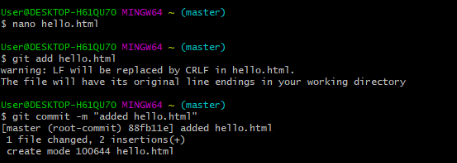 User@DESKTOP-H61QU70 MINGW64 ~ (master)
$ nano hello.html
User@DESKTOP-H61QU70 MINGW64 ~ (master)
$ git add hello.html
warning: LF will be replaced by CRLF in hello.html.
The file will have its original line endings in your working directory
User@DESKTOP-H61QU70 MINGW64 ~ (master)
$ git commit -m "added hello.html"
[master (root-commit) 88fb11e] added hello.html
1 file changed, 2 insertions(+)
create mode 100644 hello.html